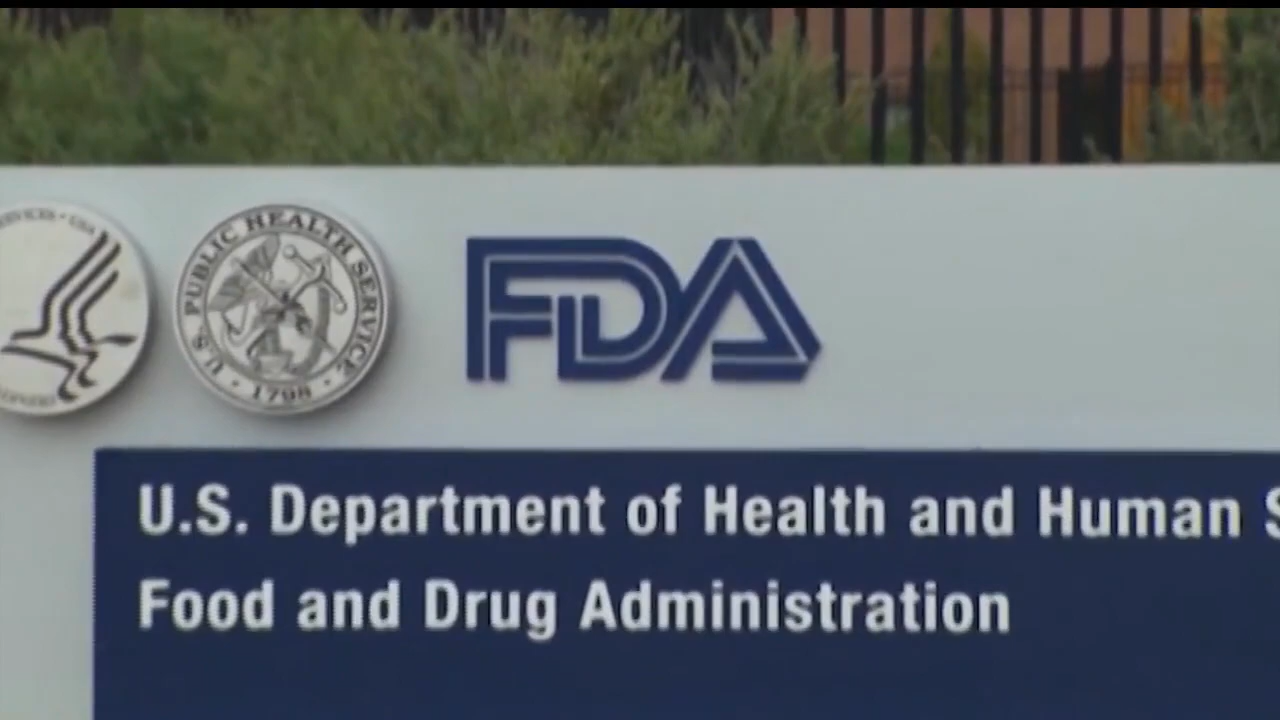 U.S. PUBLIC HEALTH SERVICE
1798
FDA
U.S. Department of Health and Human
Food and Drug Administration